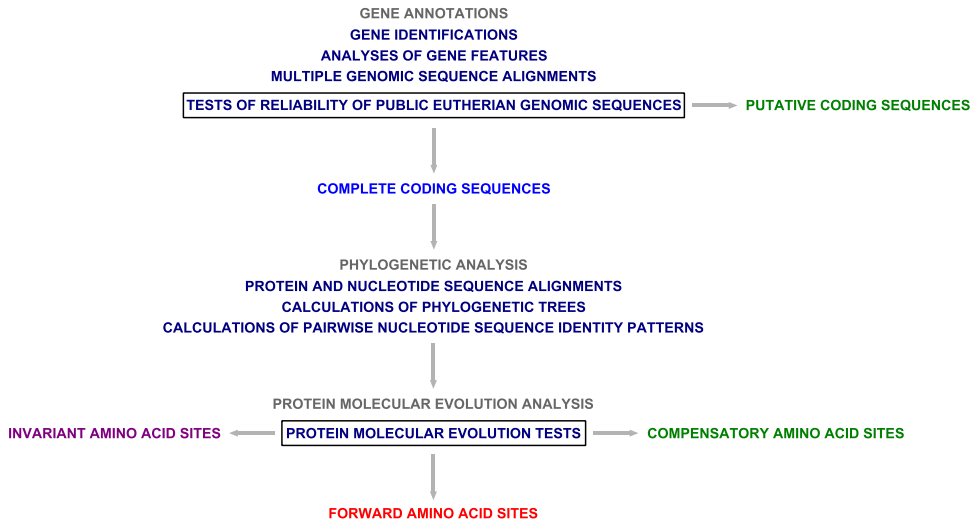 GENE ANNOTATIONS
GENE IDENTIFICATIONS
ANALYSES OF GENE FEATURES
MULTIPLE GENOMIC SEQUENCE ALIGNMENTS
TESTS OF RELIABILITY OF PUBLIC EUTHERIAN GENOMIC SEQUENCES
PUTATIVE CODING SEQUENCES
COMPLETE CODING SEQUENCES
PHYLOGENETIC ANALYSIS
PROTEIN AND NUCLEOTIDE SEQUENCE ALIGNMENTS
CALCULATIONS OF PHYLOGENETIC TREES
CALCULATIONS OF PAIRWISE NUCLEOTIDE SEQUENCE IDENTITY PATTERNS
PROTEIN MOLECULAR EVOLUTION ANALYSIS
INVARIANT AMINO ACID SITES
PROTEIN MOLECULAR EVOLUTION TESTS
COMPENSATORY AMINO ACID SITES
FORWARD AMINO ACID SITES